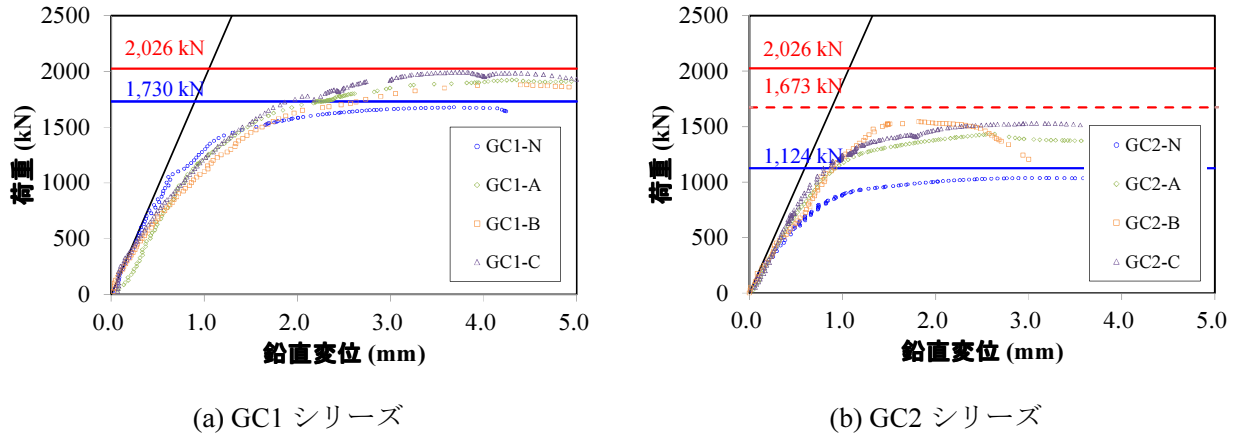 2500
2000
1500
1000
500
0
荷重 (kN)
2,026 kN
1,730 kN
GC1-N
GC1-A
GC1-B
GC1-C
0.0 1.0 2.0 3.0 4.0 5.0
鉛直変位 (mm)
(a) GC1 シリーズ
2500
2000
1500
1000
500
0
荷重 (kN)
2,026 kN
1,673 kN
1,124 kN
GC2-N
GC2-A
GC2-B
GC2-C
0.0 1.0 2.0 3.0 4.0 5.0
鉛直変位 (mm)
(b) GC2 シリーズ